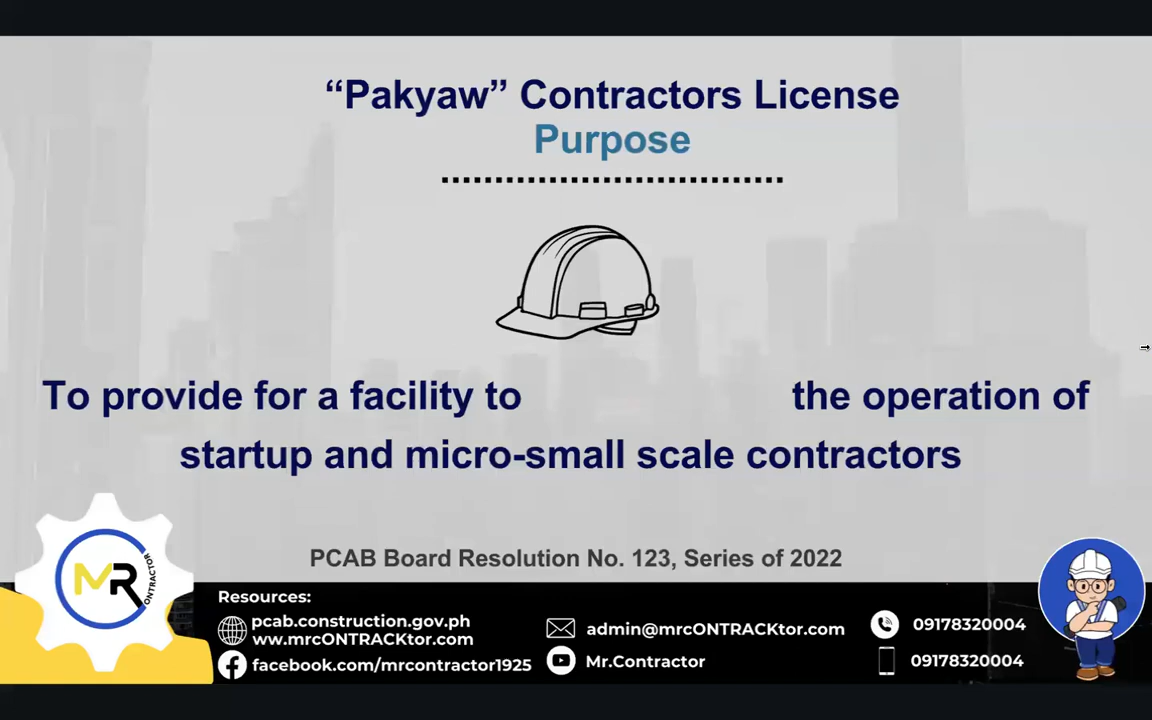 “Pakyaw” Contractors License
Purpose
To provide for a facility to the operation of
startup and micro-small scale contractors
PCAB Board Resolution No. 123, Series of 2022
MR
CONTRACTOR
Resources:
pcab.construction.gov.ph
ww.mrcONTRACKtor.com
facebook.com/mrcontractor1925
admin@mrcONTRACKtor.com
Mr.Contractor
09178320004
09178320004